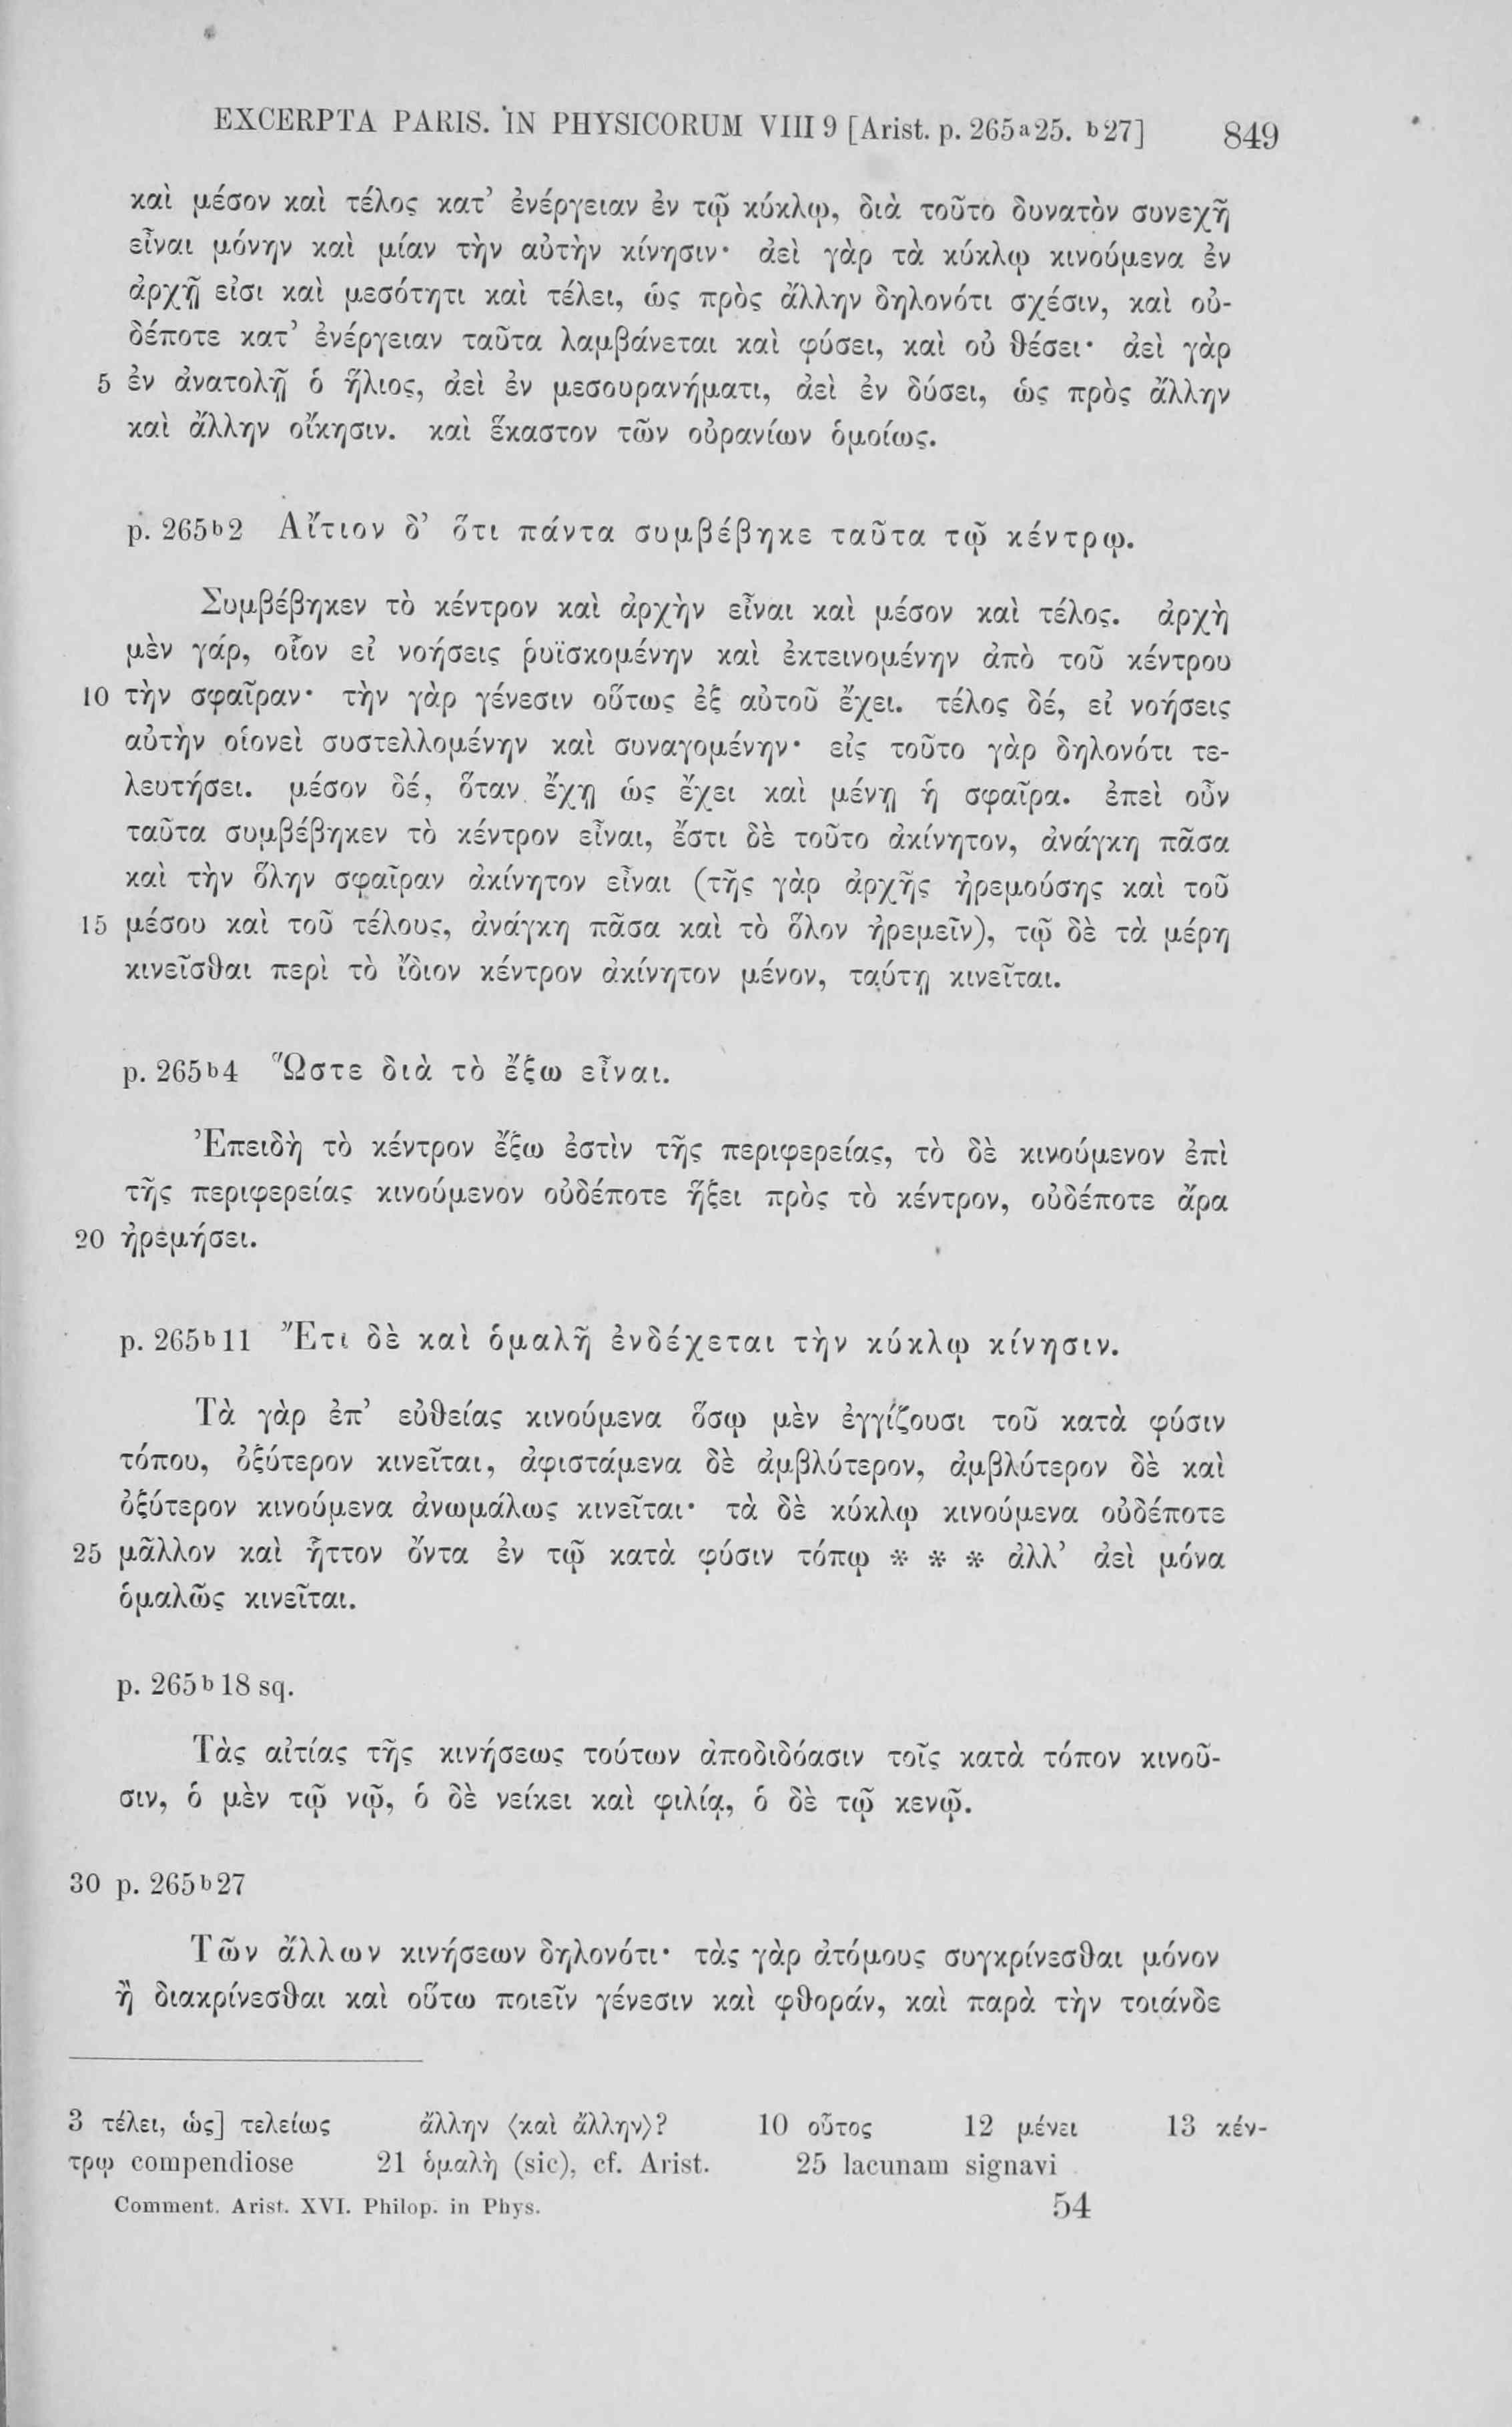 EXCERPTA PARIS. IN PHYSICORUM VIII 9 [Arist. p. 265a25. b27] 849
καὶ μέσον καὶ τέλος κατ’ ἐνέργειαν ἐν τῷ κύκλῳ, διὰ τοῦτο δυνατὸν συνεχῆ
εἶναι μόνην καὶ μίαν τὴν αὐτὴν κίνησιν· ἀεὶ γὰρ τὰ κύκλῳ κινούμενα ἐν
ἀρχῇ εἰσι καὶ μεσότητι καὶ τέλει, ὡς πρὸς ἄλλην δηλονότι σχέσιν, καὶ οὐ-
δέποτε κατ’ ἐνέργειαν ταῦτα λαμβάνεται καὶ φύσει, καὶ οὐ θέσει· ἀεὶ γὰρ
5 ἐν ἀνατολῇ ὁ ἥλιος, ἀεὶ ἐν μεσουρανήματι, ἀεὶ ἐν δύσει, ὡς πρὸς ἄλλην
καὶ ἄλλην οἴκησιν. καὶ ἕκαστον τῶν οὐρανίων ὁμοίως.
p. 265b2 Αἴτιον δ’ ὅτι πάντα συμβέβηκε ταῦτα τῷ κέντρῳ.
Συμβέβηκεν τὸ κέντρον καὶ ἀρχὴν εἶναι καὶ μέσον καὶ τέλος. ἀρχὴ
μὲν γάρ, οἷον εἰ νοήσεις ῥυϊσκομένην καὶ ἐκτεινομένην ἀπὸ τοῦ κέντρου
10 τὴν σφαῖραν· τὴν γὰρ γένεσιν οὕτως ἐξ αὐτοῦ ἔχει. τέλος δέ, εἰ νοήσεις
αὐτὴν οἱονεὶ συστελλομένην καὶ συναγομένην· εἰς τοῦτο γὰρ δηλονότι τε-
λευτήσει. μέσον δέ, ὅταν ἔχῃ ὡς ἔχει καὶ μένῃ ἡ σφαῖρα. ἐπεὶ οὖν
ταῦτα συμβέβηκεν τὸ κέντρον εἶναι, ἔστι δὲ τοῦτο ἀκίνητον, ἀνάγκη πᾶσα
καὶ τὴν ὅλην σφαῖραν ἀκίνητον εἶναι (τῆς γὰρ ἀρχῆς ἠρεμούσης καὶ τοῦ
15 μέσου καὶ τοῦ τέλους, ἀνάγκη πᾶσα καὶ τὸ ὅλον ἠρεμεῖν), τῷ δὲ τὰ μέρη
κινεῖσθαι περὶ τὸ ἴδιον κέντρον ἀκίνητον μένον, ταύτῃ κινεῖται.
p. 265b4 Ὥστε διὰ τὸ ἔξω εἶναι.
Ἐπειδὴ τὸ κέντρον ἔξω ἐστὶν τῆς περιφερείας, τὸ δὲ κινούμενον ἐπὶ
τῆς περιφερείας κινούμενον οὐδέποτε ἥξει πρὸς τὸ κέντρον, οὐδέποτε ἄρα
20 ἠρεμήσει.
p. 265b11 Ἔτι δὲ καὶ ὁμαλῆ ἐνδέχεται τὴν κύκλῳ κίνησιν.
Τὰ γὰρ ἐπ’ εὐθείας κινούμενα ὅσῳ μὲν ἐγγίζουσι τοῦ κατὰ φύσιν
τόπου, ὀξύτερον κινεῖται, ἀφιστάμενα δὲ ἀμβλύτερον, ἀμβλύτερον δὲ καὶ
ὀξύτερον κινούμενα ἀνωμάλως κινεῖται· τὰ δὲ κύκλῳ κινούμενα οὐδέποτε
25 μᾶλλον καὶ ἧττον ὄντα ἐν τῷ κατὰ φύσιν τόπῳ * * * ἀλλ’ ἀεὶ μόνα
ὁμαλῶς κινεῖται.
p. 265b18 sq.
Τὰς αἰτίας τῆς κινήσεως τούτων ἀποδιδόασιν τοῖς κατὰ τόπον κινοῦ-
σιν, ὁ μὲν τῷ νῷ, ὁ δὲ νείκει καὶ φιλίᾳ, ὁ δὲ τῷ κενῷ.
30 p. 265b27
Τῶν ἄλλων κινήσεων δηλονότι· τὰς γὰρ ἀτόμους συγκρίνεσθαι μόνον
ἢ διακρίνεσθαι καὶ οὕτω ποιεῖν γένεσιν καὶ φθοράν, καὶ παρὰ τὴν τοιάνδε
3 τέλει, ὡς] τελείως ἄλλην ⟨καὶ ἄλλην⟩? 10 οὗτος 12 μένει 13 κέν-
τρῳ compendiose 21 ὁμαλὴ (sic), cf. Arist. 25 lacunam signavi
Comment. Arist. XVI. Philop. in Phys. 54